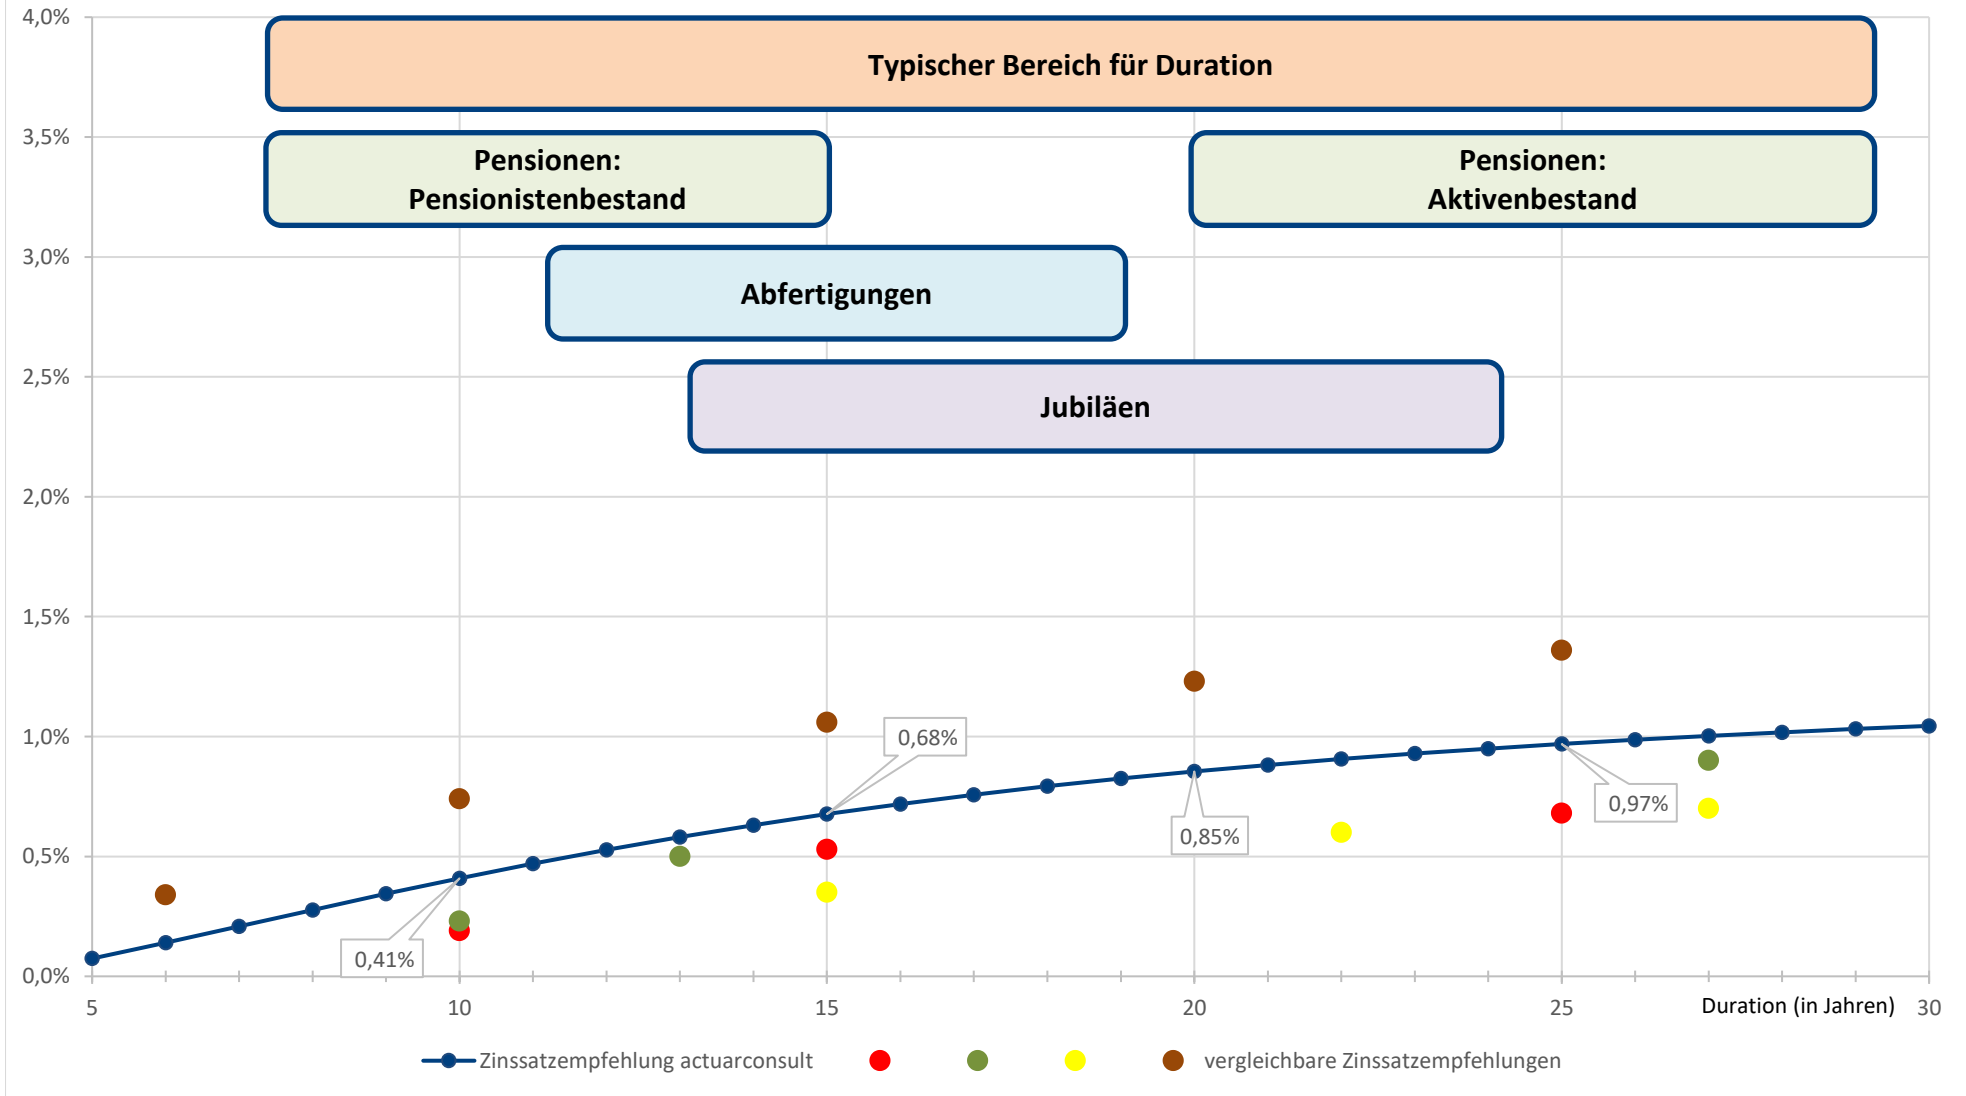 4,0%
Typischer Bereich für Duration
3,5%
Pensionen:
Pensionistenbestand
Pensionen:
Aktivenbestand
3,0%
Abfertigungen
2,5%
Jubiläen
2,0%
1,5%
1,0%
0,68%
0,97%
0,85%
0,5%
0,41%
0,0%
5
10
15
20
25
Duration (in Jahren)
30
Zinssatzempfehlung actuarconsult
vergleichbare Zinssatzempfehlungen